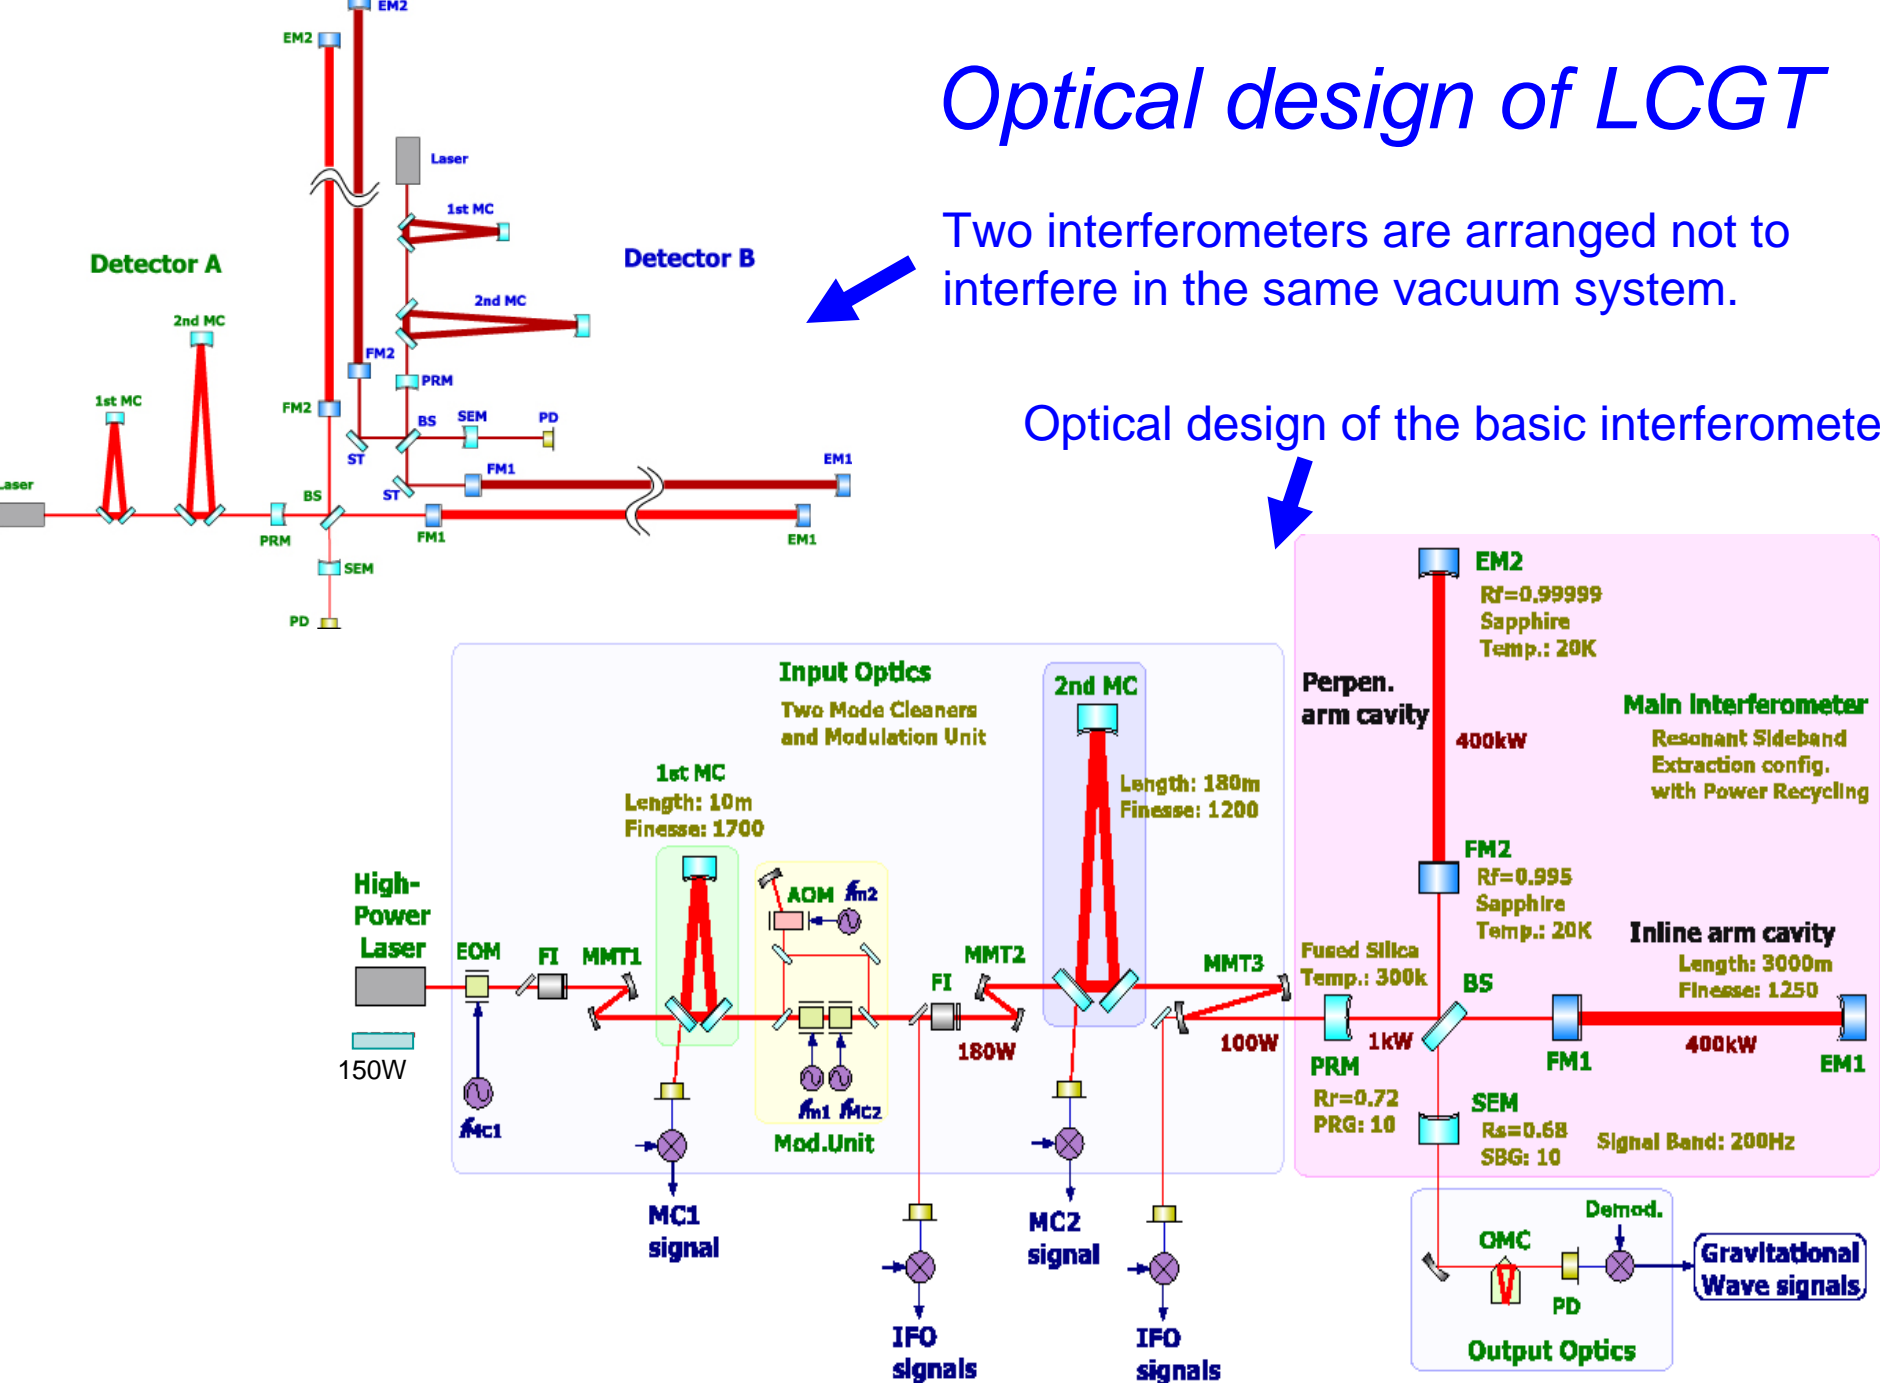 Optical design of LCGT
Two interferometers are arranged not to
interfere in the same vacuum system.
Optical design of the basic interferomete
EM2
EM2
Laser
1st MC
Detector A
Detector B
2nd MC
2nd MC
FM2
PRM
1st MC
FM2
BS
SEM
PD
ST
FM1
EM1
Laser
BS
ST
PRM
FM1
EM1
SEM
PD
Input Optics
Two Mode Cleaners
and Modulation Unit
2nd MC
Length: 180m
Finesse: 1200
1st MC
Length: 10m
Finesse: 1700
High-
Power
Laser
150W
EOM
FI
MMT1
AOM
fm2
fm1
fMC2
Mod.Unit
fMC1
FI
MMT2
180W
MMT3
100W
MC1
signal
IFO
signals
MC2
signal
IFO
signals
EM2
Rf=0.99999
Sapphire
Temp.: 20K
Perpen.
arm cavity
400kW
Main Interferometer
Resonant Sideband
Extraction config.
with Power Recycling
FM2
Rf=0.995
Sapphire
Temp.: 20K
Inline arm cavity
Length: 3000m
Finesse: 1250
Fused Silica
Temp.: 300k
BS
PRM
1kW
Rr=0.72
PRG: 10
FM1
400kW
EM1
SEM
Rs=0.68
SBG: 10
Signal Band: 200Hz
Demod.
OMC
PD
Gravitational
Wave signals
Output Optics